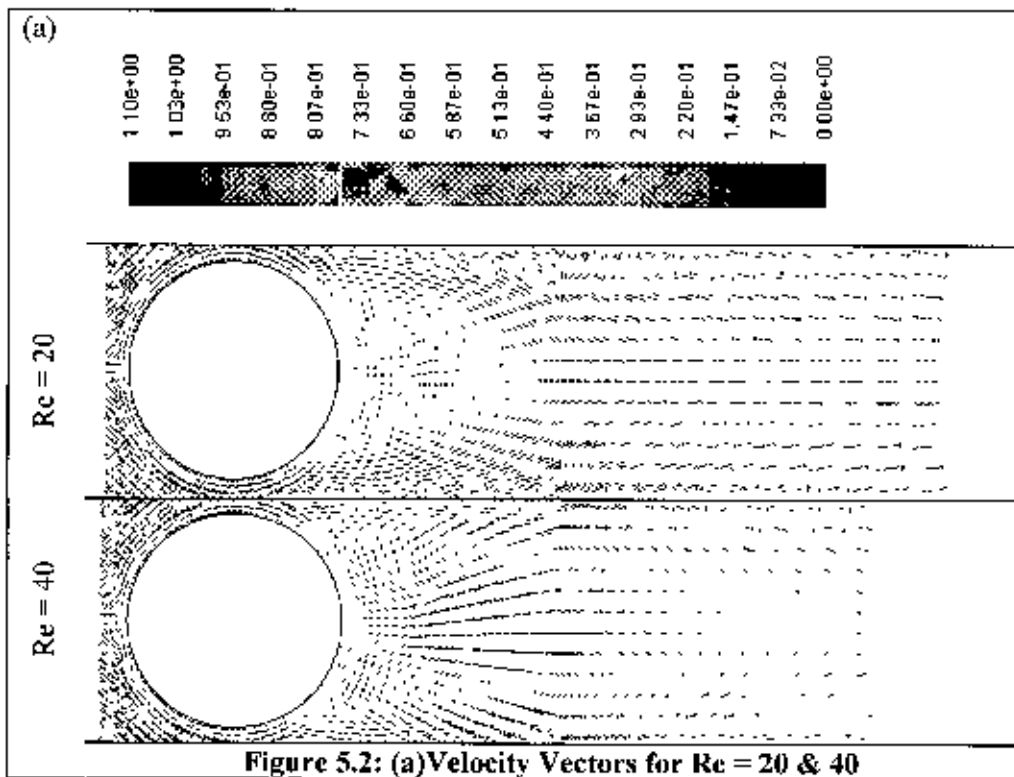 (a)
1 10e+00
1 03e+00
9 53e-01
8 80e-01
8 07e-01
7 33e-01
6 60e-01
5 87e-01
5 13e-01
4 40e-01
3 67e-01
2 93e-01
2 20e-01
1.47e-01
7 33e-02
0 00e+00
Re = 20
Re = 40
Figure 5.2: (a)Velocity Vectors for Re = 20 & 40